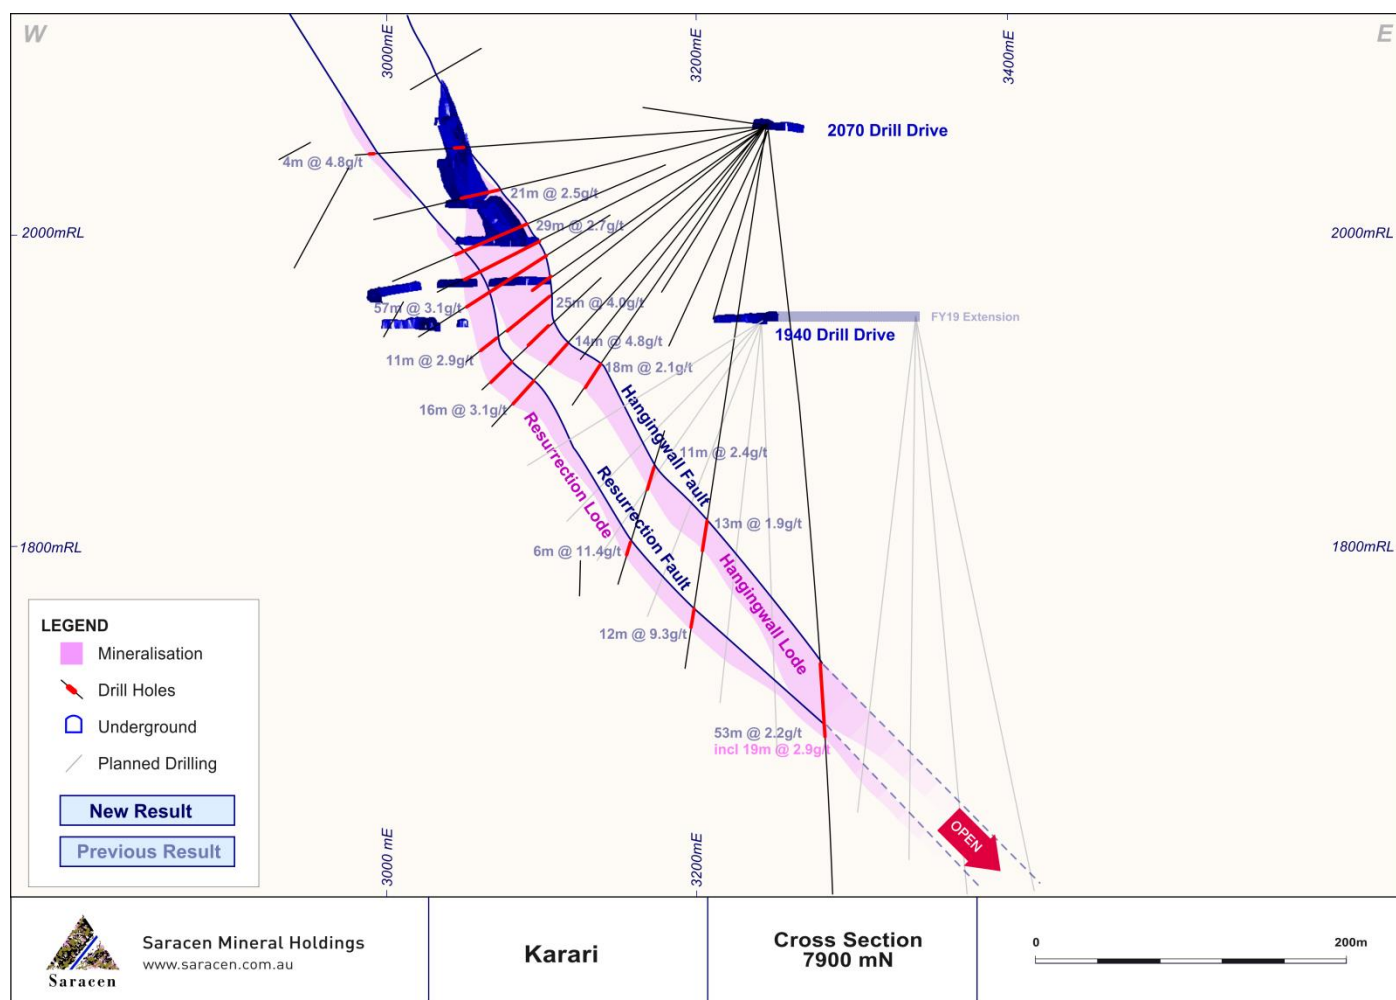 W
E
3000mE
3200mE
3400mE
2070 Drill Drive
4m @ 4.8g/t
21m @ 2.5g/t
29m @ 2.7g/t
2000mRL
2000mRL
57m @ 3.1g/t
25m @ 4.0g/t
FY19 Extension
1940 Drill Drive
11m @ 2.9g/t
14m @ 4.8g/t
18m @ 2.1g/t
16m @ 3.1g/t
Hangingwall Fault
Resurrection Lode
Resurrection Fault
11m @ 2.4g/t
13m @ 1.9g/t
1800mRL
1800mRL
6m @ 11.4g/t
Hangingwall Lode
12m @ 9.3g/t
53m @ 2.2g/t
incl 19m @ 2.9g/t
OPEN
LEGEND
Mineralisation
Drill Holes
Underground
Planned Drilling
New Result
Previous Result
3000 mE
3200mE
Saracen
Saracen Mineral Holdings
www.saracen.com.au
Karari
Cross Section
7900 mN
0
200m